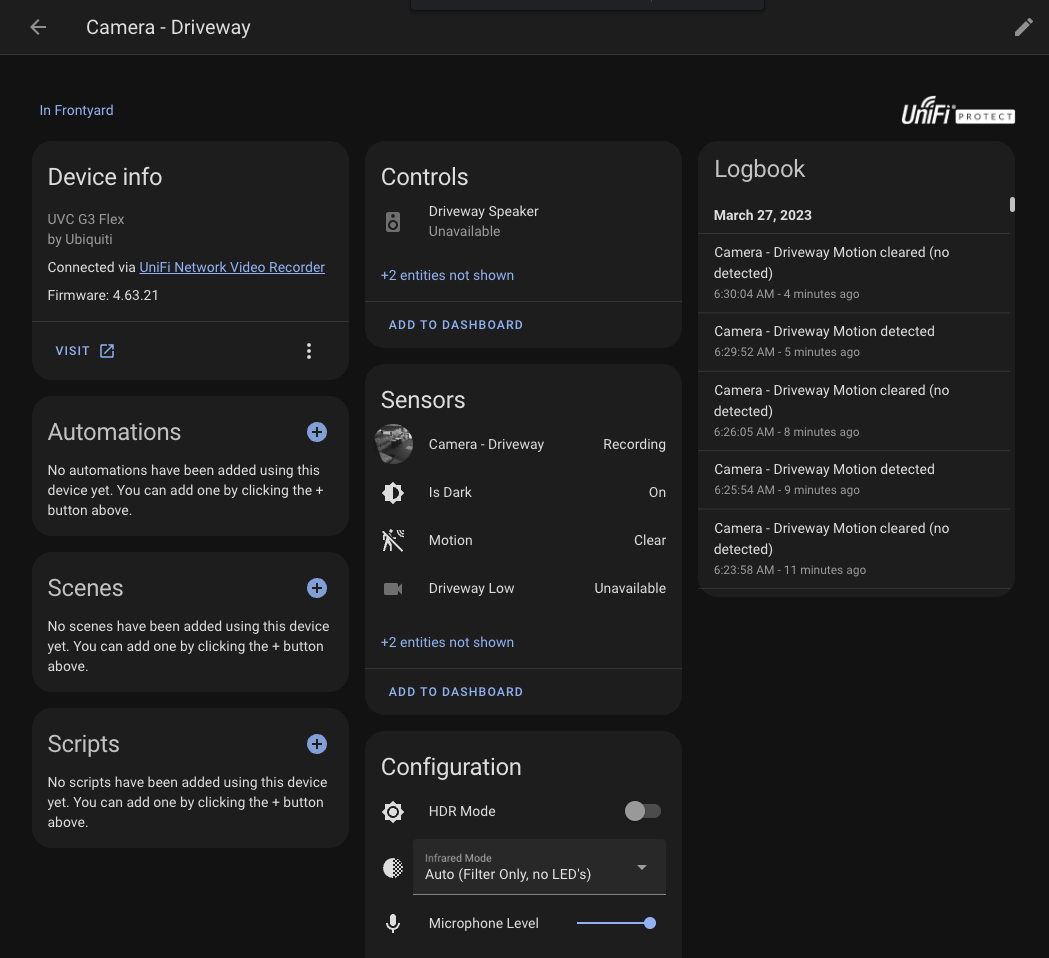 Camera - Driveway
In Frontyard
UniFi PROTECT
Device info
UVC G3 Flex
by Ubiquiti
Connected via UniFi Network Video Recorder
Firmware: 4.63.21
VISIT
Automations
No automations have been added using this
device yet. You can add one by clicking the +
button above.
Scenes
No scenes have been added using this device
yet. You can add one by clicking the + button
above.
Scripts
No scripts have been added using this device
yet. You can add one by clicking the + button
above.
Controls
Driveway Speaker
Unavailable
+2 entities not shown
ADD TO DASHBOARD
Sensors
Camera - Driveway Recording
Is Dark On
Motion Clear
Driveway Low Unavailable
+2 entities not shown
ADD TO DASHBOARD
Configuration
HDR Mode
Infrared Mode
Auto (Filter Only, no LED's)
Microphone Level
Logbook
March 27, 2023
Camera - Driveway Motion cleared (no
detected)
6:30:04 AM - 4 minutes ago
Camera - Driveway Motion detected
6:29:52 AM - 5 minutes ago
Camera - Driveway Motion cleared (no
detected)
6:26:05 AM - 8 minutes ago
Camera - Driveway Motion detected
6:25:54 AM - 9 minutes ago
Camera - Driveway Motion cleared (no
detected)
6:23:58 AM - 11 minutes ago